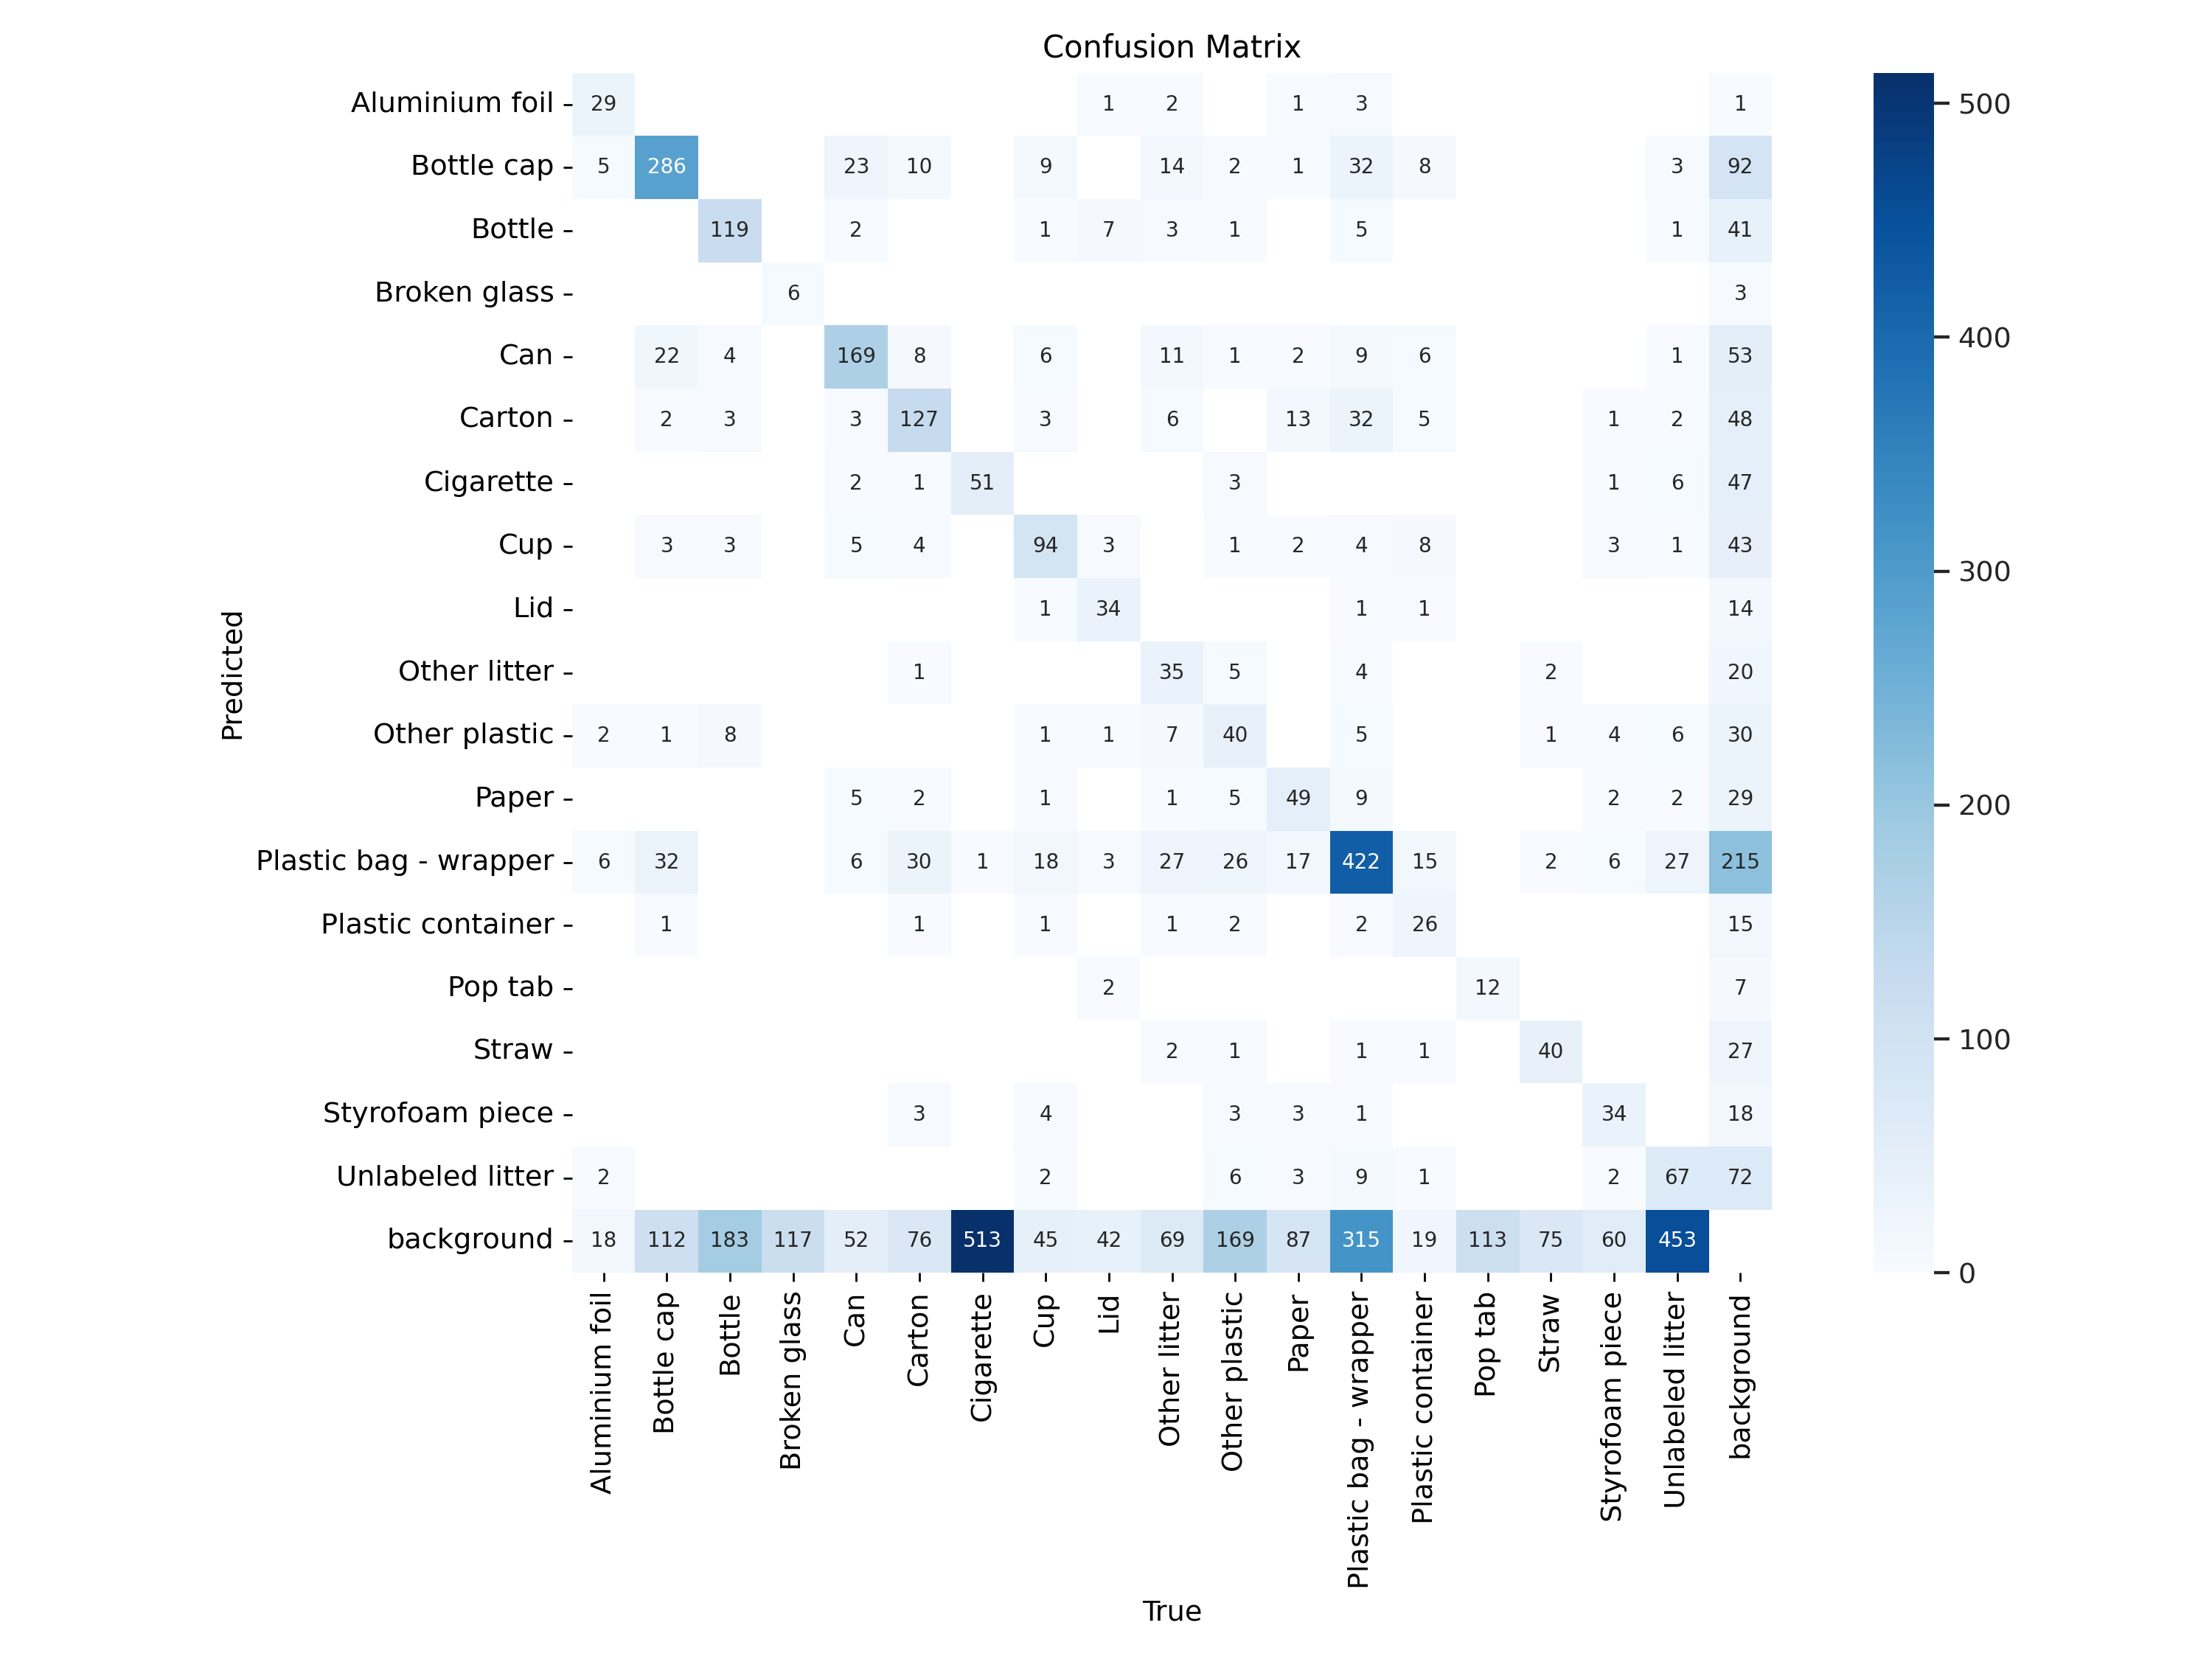 Confusion Matrix
Aluminium foil 29 1 2 1 3 1
Bottle cap 5 286 23 10 9 14 2 1 32 8 3 92
Bottle 119 2 1 7 3 1 5 1 41
Broken glass 6 3
Can 22 4 169 8 6 11 1 2 9 6 1 53
Carton 2 3 3 127 3 6 13 32 5 1 2 48
Cigarette 2 1 51 3 1 6 47
Cup 3 3 5 4 94 3 1 2 4 8 3 1 43
Lid 1 34 1 1 14
Other litter 1 35 5 4 2 20
Other plastic 2 1 8 1 1 7 40 5 1 4 6 30
Paper 5 2 1 1 5 49 9 2 2 29
Plastic bag - wrapper 6 32 6 30 1 18 3 27 26 17 422 15 2 6 27 215
Plastic container 1 1 1 1 2 2 26 15
Pop tab 2 12 7
Straw 2 1 1 1 40 27
Styrofoam piece 3 4 3 3 1 34 18
Unlabeled litter 2 2 6 3 9 1 2 67 72
background 18 112 183 117 52 76 513 45 42 69 169 87 315 19 113 75 60 453
Predicted
Aluminium foil
Bottle cap
Bottle
Broken glass
Can
Carton
Cigarette
Cup
Lid
Other litter
Other plastic
Paper
Plastic bag - wrapper
Plastic container
Pop tab
Straw
Styrofoam piece
Unlabeled litter
background
True
500
400
300
200
100
0